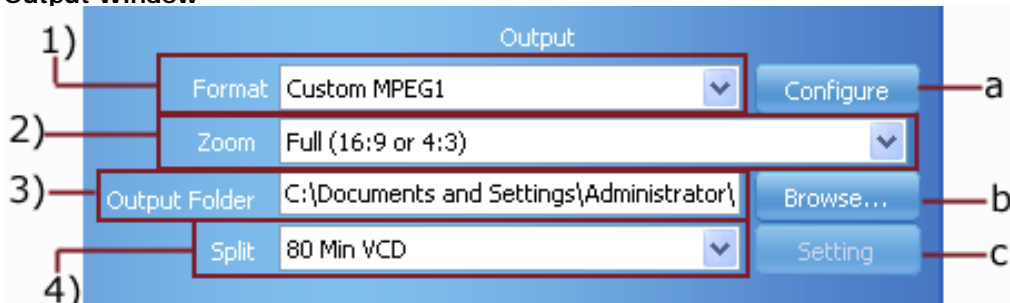 Output Window
1)
Output
Format Custom MPEG1 Configure a
2) Zoom Full (16:9 or 4:3)
3) Output Folder C:\Documents and Settings\Administrator\ Browse... b
Split 80 Min VCD Setting c
4)